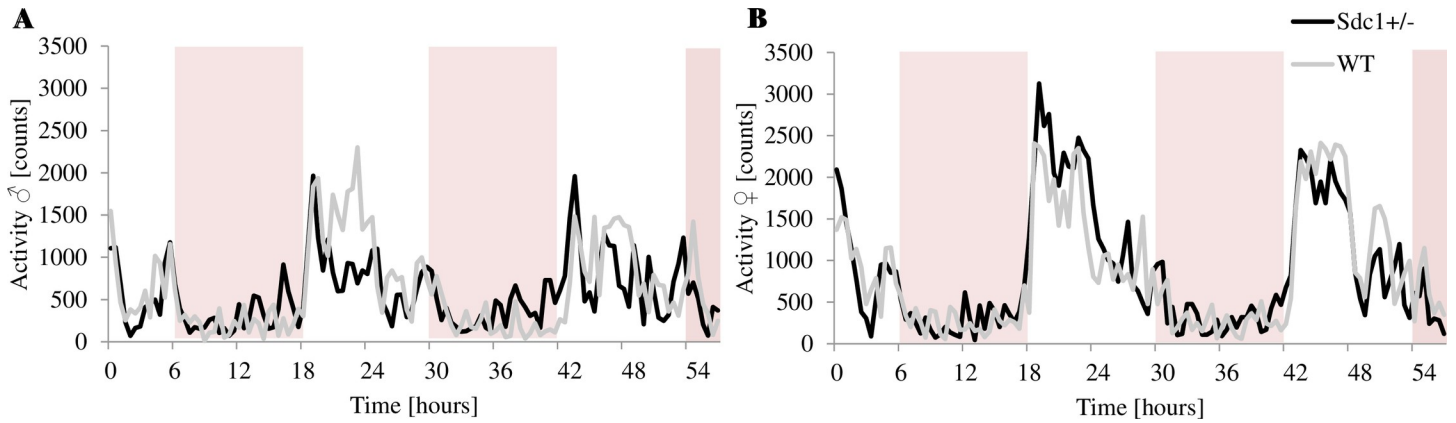 A
Activity ♂ [counts]
3500
3000
2500
2000
1500
1000
500
0
0 6 12 18 24 30 36 42 48 54
Time [hours]
B
Sdc1+/-
WT
Activity ♀ [counts]
3500
3000
2500
2000
1500
1000
500
0
0 6 12 18 24 30 36 42 48 54
Time [hours]